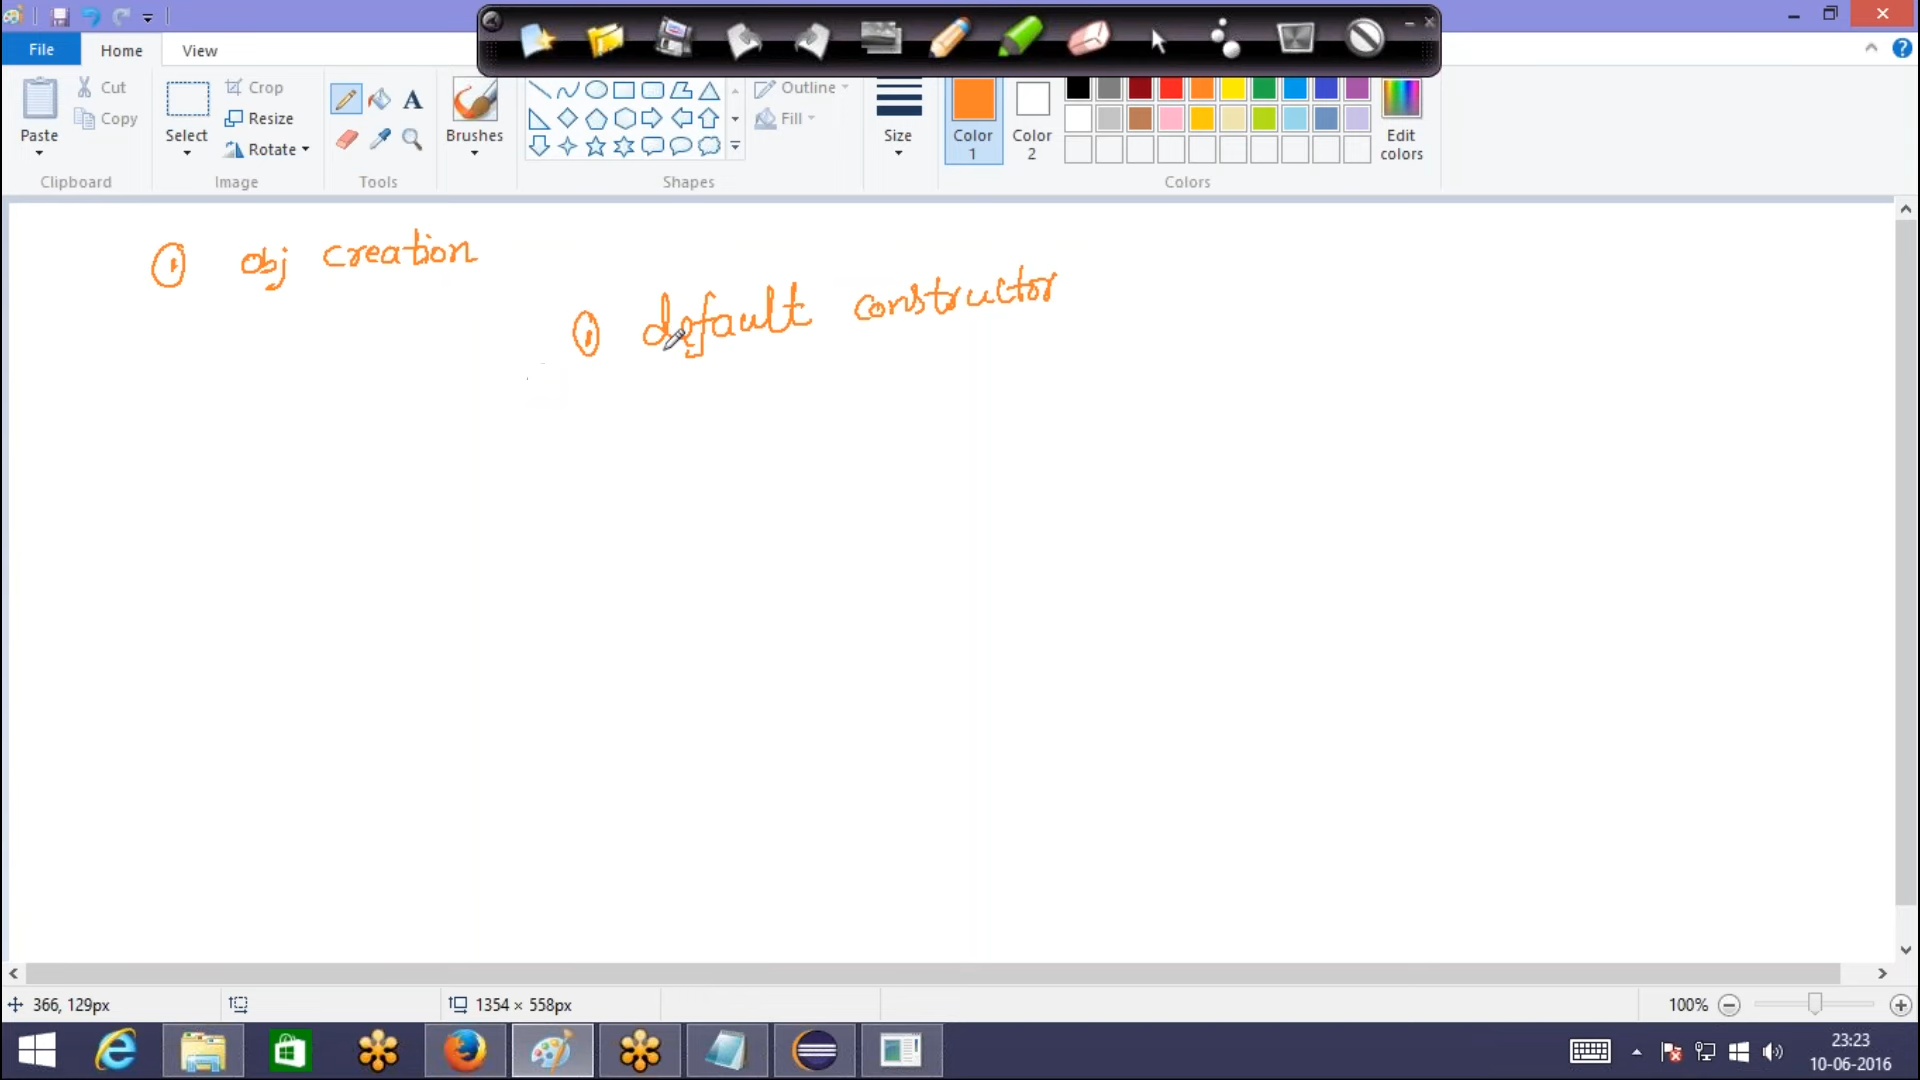 File
Home
View
Paste
Cut
Copy
Clipboard
Select
Crop
Resize
Rotate
Image
A
Tools
Brushes
Shapes
Outline
Fill
Size
Color
1
Color
2
Edit
colors
Colors
① obj creation
① default constructor
366, 129px
1354 × 558px
100%
23:23
10-06-2016